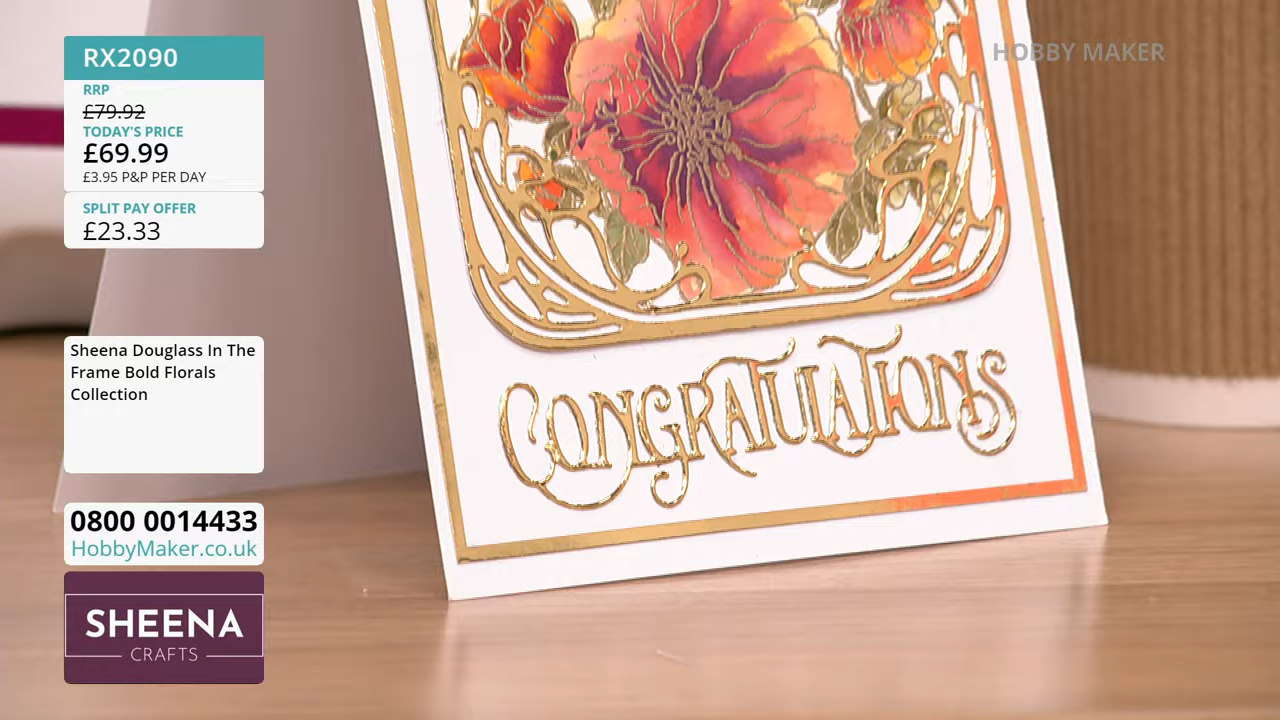 RX2090
RRP
£79.92
TODAY'S PRICE
£69.99
£3.95 P&P PER DAY
SPLIT PAY OFFER
£23.33
Sheena Douglass In The
Frame Bold Florals
Collection
0800 0014433
HobbyMaker.co.uk
SHEENA
CRAFTS
HOBBY MAKER
CONGRATULATIONS